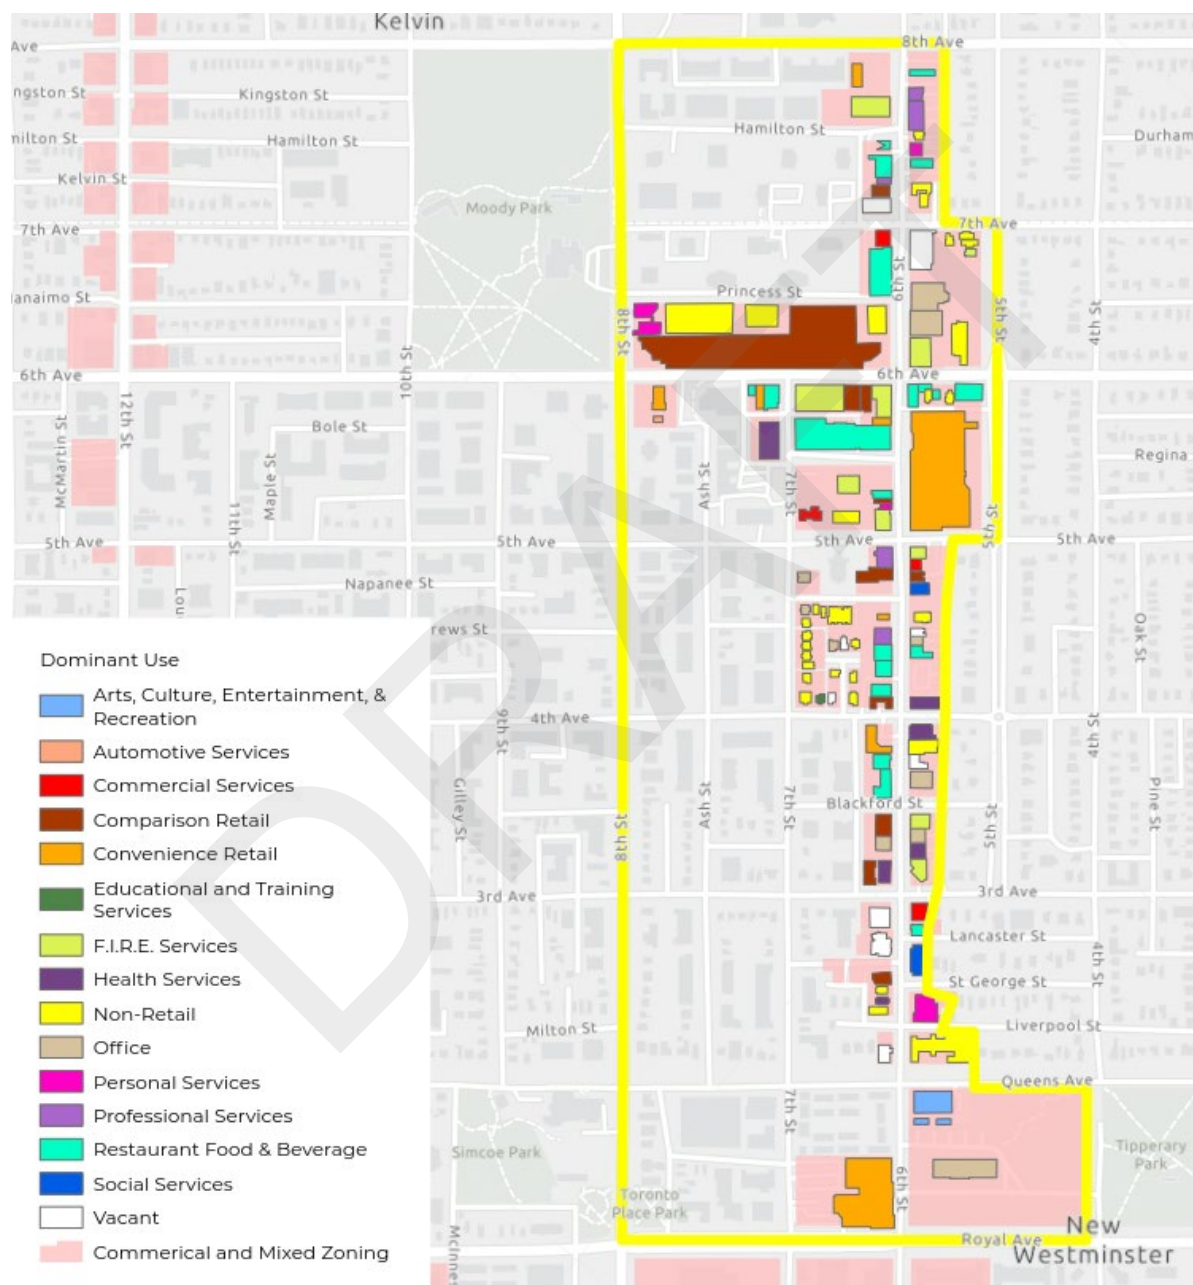 Kelvin
Ave
8th Ave
ngston St
Kingston St
Hamilton St
milton St
Hamilton St
Durham
Kelvin St
Moody Park
7th Ave
7th Ave
6th St
Princess St
anaimo St
8th St
5th St
4th St
10th St
6th Ave
6th Ave
12th St
McMartin St
Bole St
Maple St
Regina
Ash St
7th St
11th St
5th St
5th Ave
5th Ave
5th Ave
5th Ave
Napanee St
Lou
rews St
Oak St
Dominant Use
Arts, Culture, Entertainment, &
Recreation
Automotive Services
Commercial Services
Comparison Retail
Convenience Retail
Educational and Training
Services
F.I.R.E. Services
Health Services
Non-Retail
Office
Personal Services
Professional Services
Restaurant Food & Beverage
Social Services
Vacant
Commerical and Mixed Zoning
9th St
4th Ave
4th St
Gilley St
Ash St
7th St
Blackford St
Pine St
8th St
5th St
3rd Ave
3rd Ave
Lancaster St
4th St
St George St
Milton St
Liverpool St
Queens Ave
7th St
Simcoe Park
Tipperary
Park
Toronto
Place Park
6th St
McInnes
Royal Ave
New
Westminster
DRAFT